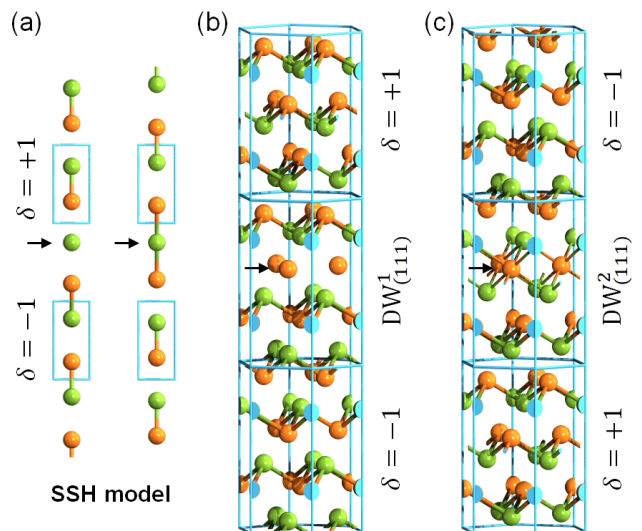 (a)
δ = +1
δ = −1
SSH model
(b)
δ = +1
DW¹₍₁₁₁₎
δ = −1
(c)
δ = −1
DW²₍₁₁₁₎
δ = +1